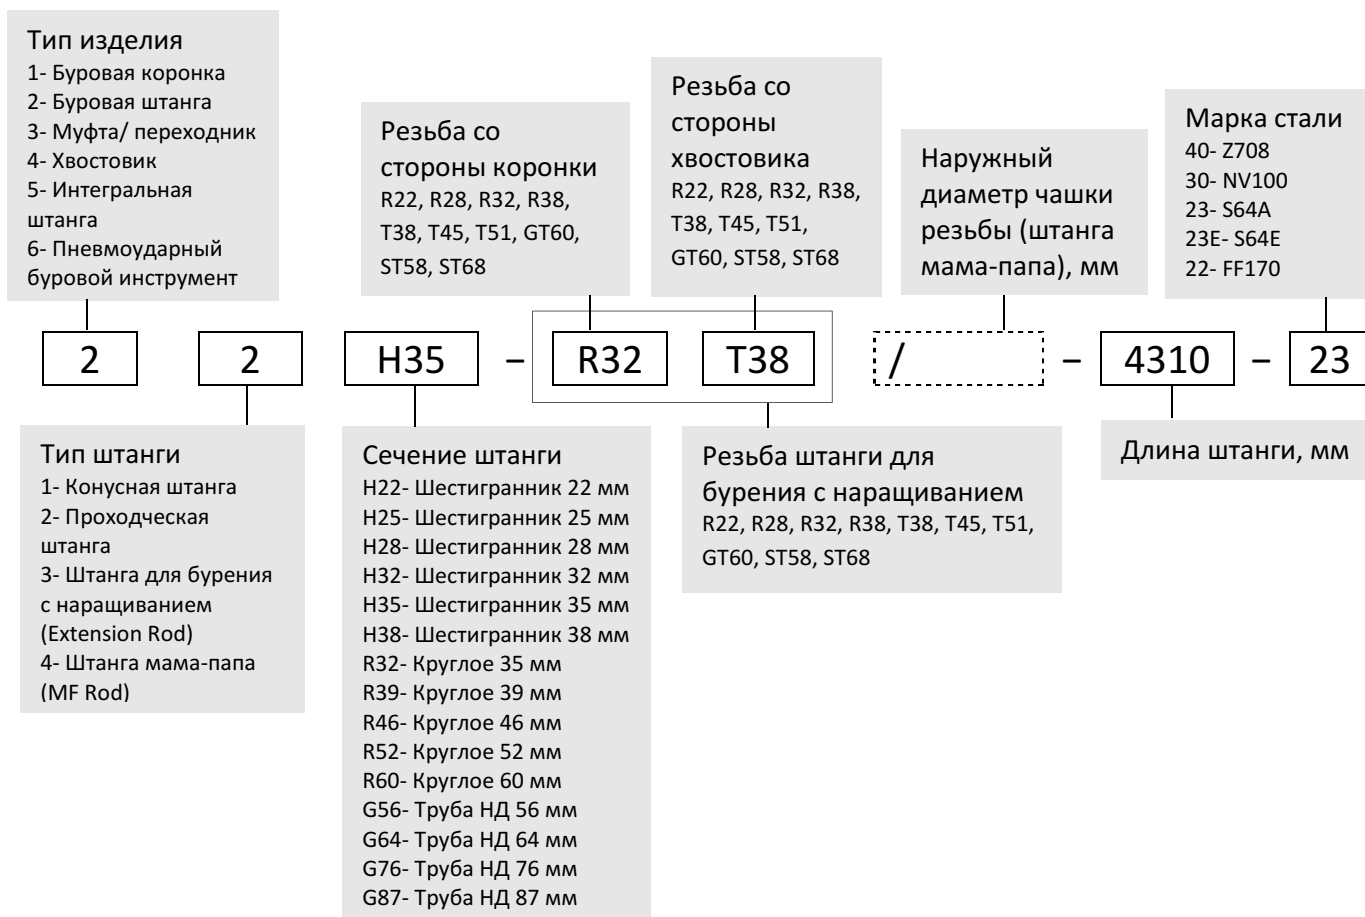 Тип изделия
1- Буровая коронка
2- Буровая штанга
3- Муфта/ переходник
4- Хвостовик
5- Интегральная
штанга
6- Пневмоударный
буровой инструмент
Резьба со
стороны коронки
R22, R28, R32, R38,
T38, T45, T51, GT60,
ST58, ST68
Резьба со
стороны
хвостовика
R22, R28, R32, R38,
T38, T45, T51,
GT60, ST58, ST68
Наружный
диаметр чашки
резьбы (штанга
мама-папа), мм
Марка стали
40- Z708
30- NV100
23- S64A
23E- S64E
22- FF170
2 2 H35 – R32 T38 / – 4310 – 23
Тип штанги
1- Конусная штанга
2- Проходческая
штанга
3- Штанга для бурения
с наращиванием
(Extension Rod)
4- Штанга мама-папа
(MF Rod)
Сечение штанги
H22- Шестигранник 22 мм
H25- Шестигранник 25 мм
H28- Шестигранник 28 мм
H32- Шестигранник 32 мм
H35- Шестигранник 35 мм
H38- Шестигранник 38 мм
R32- Круглое 35 мм
R39- Круглое 39 мм
R46- Круглое 46 мм
R52- Круглое 52 мм
R60- Круглое 60 мм
G56- Труба НД 56 мм
G64- Труба НД 64 мм
G76- Труба НД 76 мм
G87- Труба НД 87 мм
Резьба штанги для
бурения с наращиванием
R22, R28, R32, R38, T38, T45, T51,
GT60, ST58, ST68
Длина штанги, мм